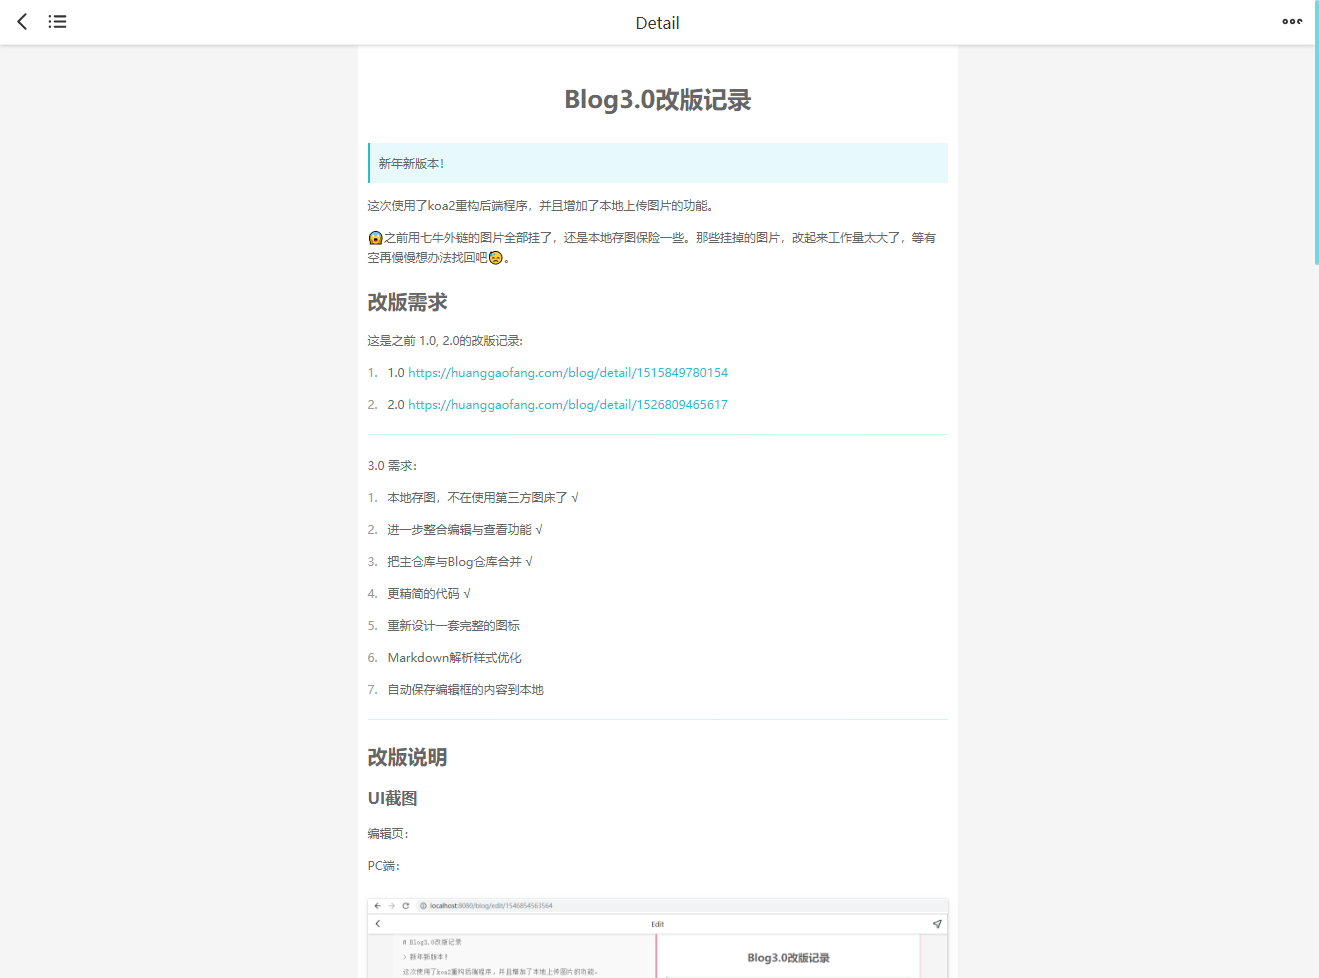 Detail
Blog3.0改版记录
新年新版本！
这次使用了koa2重构后端程序，并且增加了本地上传图片的功能。
😱之前用七牛外链的图片全部挂了，还是本地存图保险一些。那些挂掉的图片，改起来工作量太大了，等有
空再慢慢想办法找回吧😓。
改版需求
这是之前 1.0, 2.0的改版记录:
1. 1.0 https://huanggaofang.com/blog/detail/1515849780154
2. 2.0 https://huanggaofang.com/blog/detail/1526809465617
3.0 需求：
1. 本地存图，不在使用第三方图床了 √
2. 进一步整合编辑与查看功能 √
3. 把主仓库与Blog仓库合并 √
4. 更精简的代码 √
5. 重新设计一套完整的图标
6. Markdown解析样式优化
7. 自动保存编辑框的内容到本地
改版说明
UI截图
编辑页：
PC端：
localhost:8080/blog/edit/1546854563564
Edit
# Blog3.0改版记录
Blog3.0改版记录
> 新年新版本！
这次使用了koa2重构后端程序，并且增加了本地上传图片的功能。